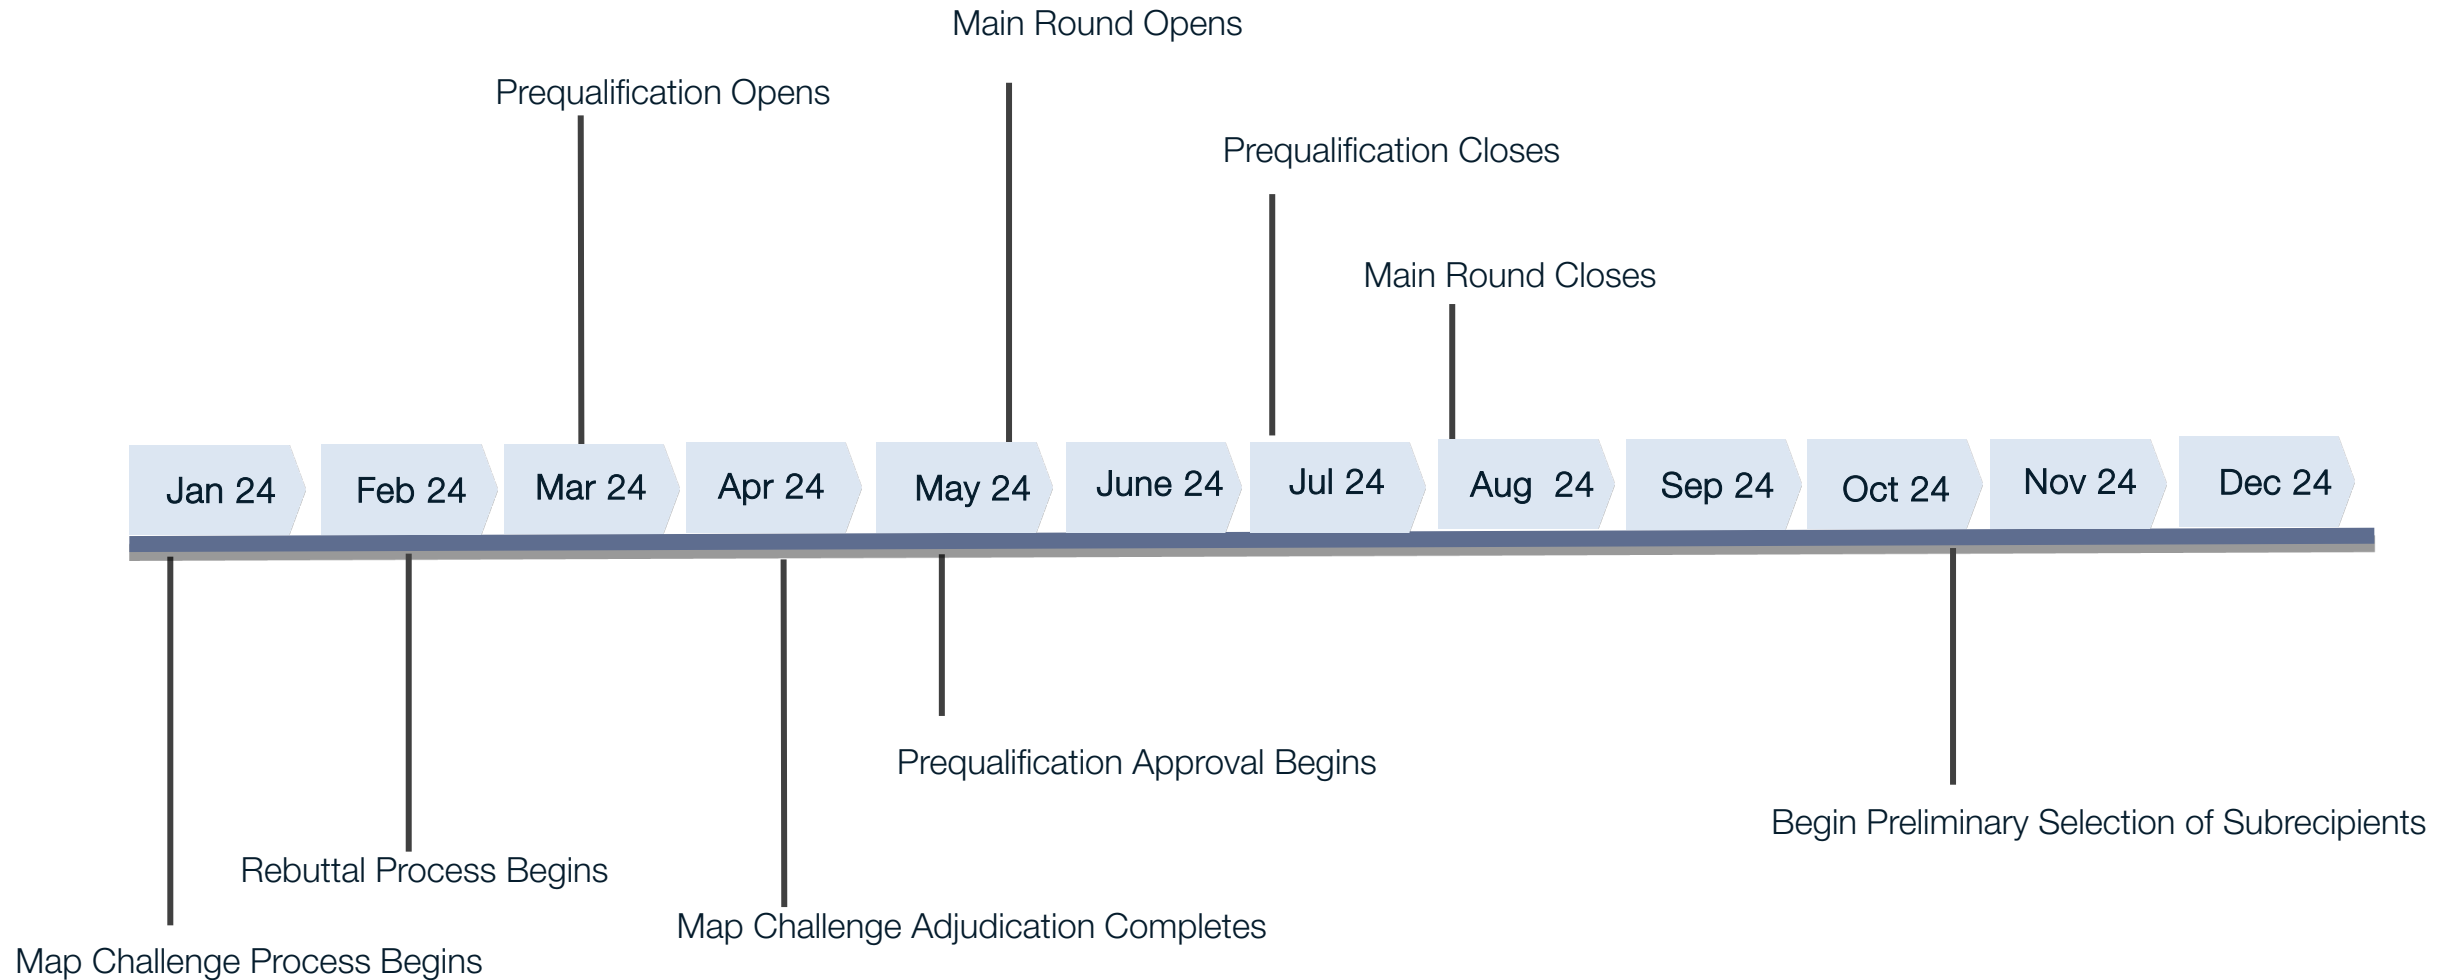 Main Round Opens
Prequalification Opens
Prequalification Closes
Main Round Closes
Jan 24
Feb 24
Mar 24
Apr 24
May 24
June 24
Jul 24
Aug 24
Sep 24
Oct 24
Nov 24
Dec 24
Prequalification Approval Begins
Begin Preliminary Selection of Subrecipients
Rebuttal Process Begins
Map Challenge Adjudication Completes
Map Challenge Process Begins